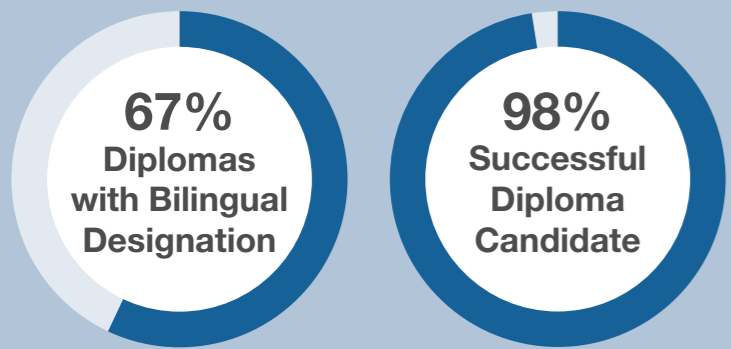 67%
Diplomas
with Bilingual
Designation
98%
Successful
Diploma
Candidate